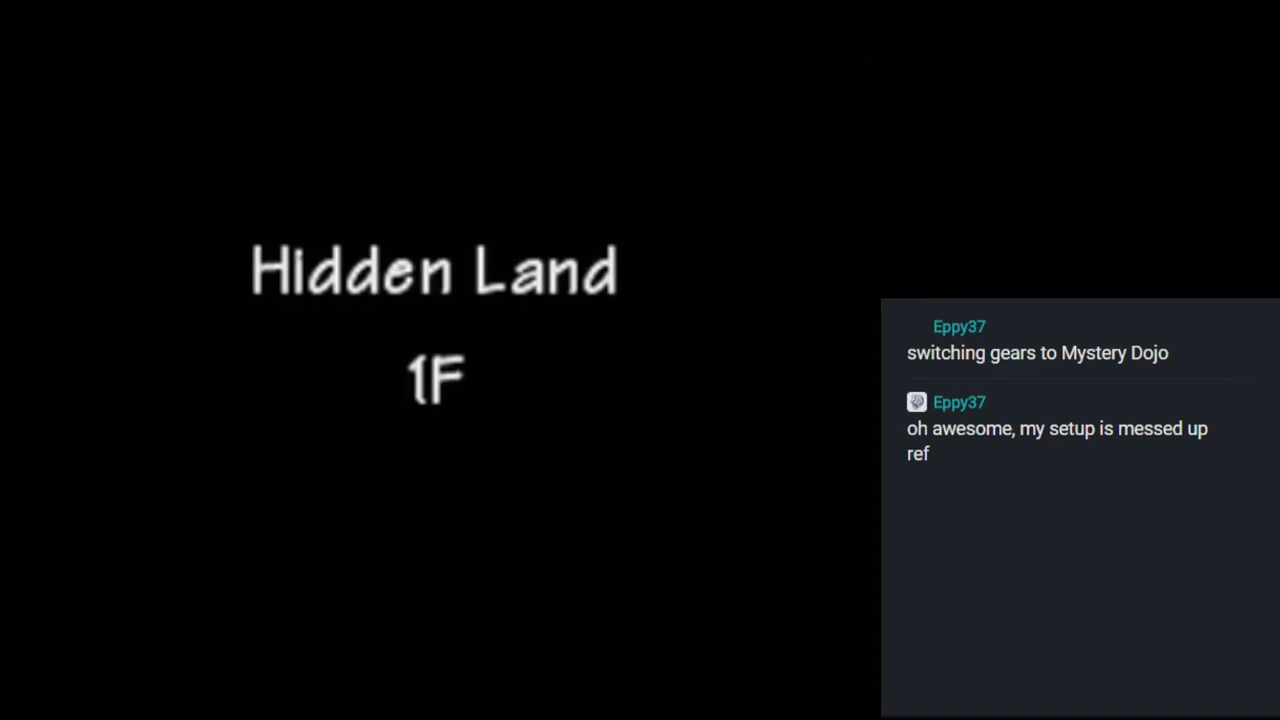 Hidden Land
1F
Eppy37
switching gears to Mystery Dojo
Eppy37
oh awesome, my setup is messed up
ref